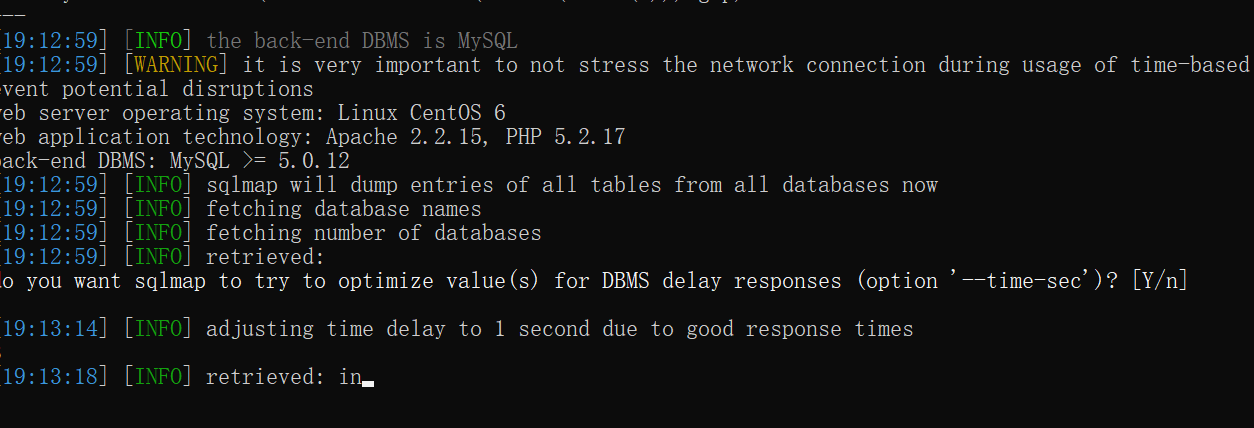 [19:12:59] [INFO] the back-end DBMS is MySQL
[19:12:59] [WARNING] it is very important to not stress the network connection during usage of time-based
event potential disruptions
web server operating system: Linux CentOS 6
web application technology: Apache 2.2.15, PHP 5.2.17
back-end DBMS: MySQL >= 5.0.12
[19:12:59] [INFO] sqlmap will dump entries of all tables from all databases now
[19:12:59] [INFO] fetching database names
[19:12:59] [INFO] fetching number of databases
[19:12:59] [INFO] retrieved:
do you want sqlmap to try to optimize value(s) for DBMS delay responses (option '--time-sec')? [Y/n]
[19:13:14] [INFO] adjusting time delay to 1 second due to good response times
[19:13:18] [INFO] retrieved: in